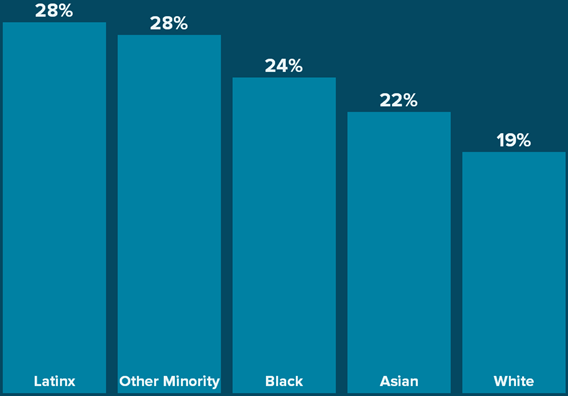 28%
28%
24%
22%
19%
Latinx
Other Minority
Black
Asian
White